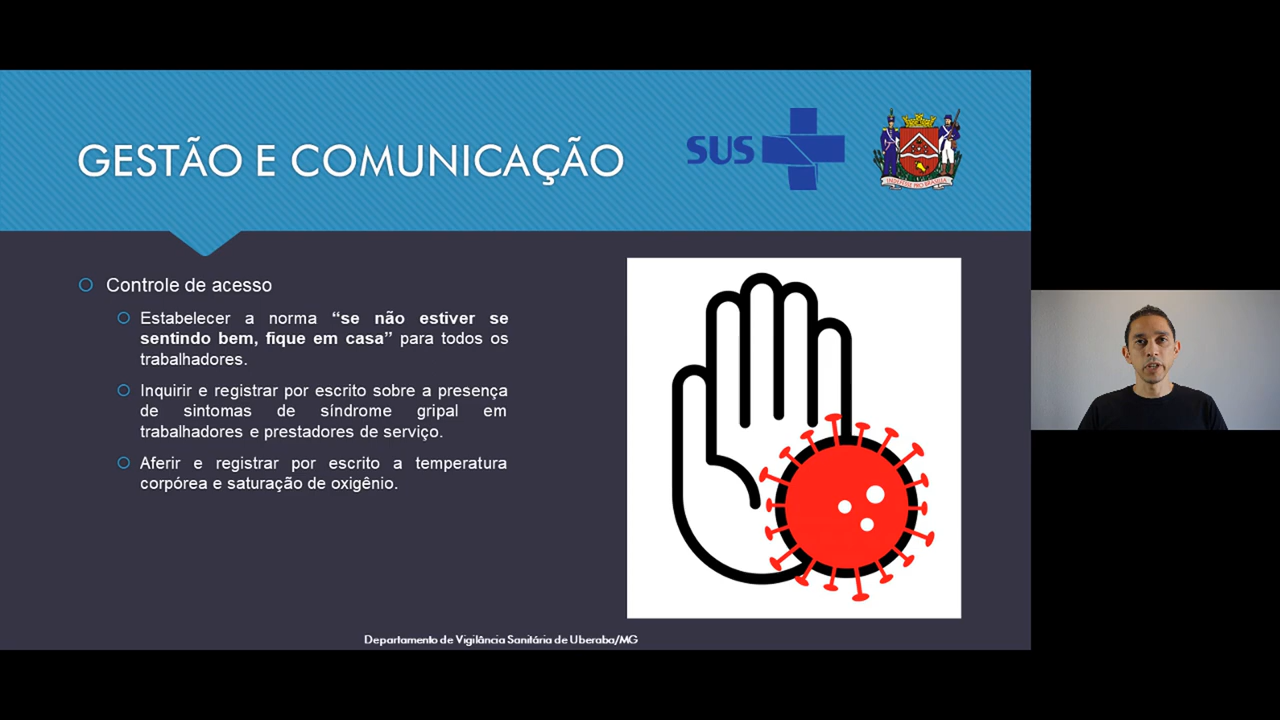 GESTÃO E COMUNICAÇÃO
SUS
Controle de acesso
Estabelecer a norma “se não estiver se
sentindo bem, fique em casa” para todos os
trabalhadores.
Inquirir e registrar por escrito sobre a presença
de sintomas de síndrome gripal em
trabalhadores e prestadores de serviço.
Aferir e registrar por escrito a temperatura
corpórea e saturação de oxigênio.
Departamento de Vigilância Sanitária de Uberaba/MG